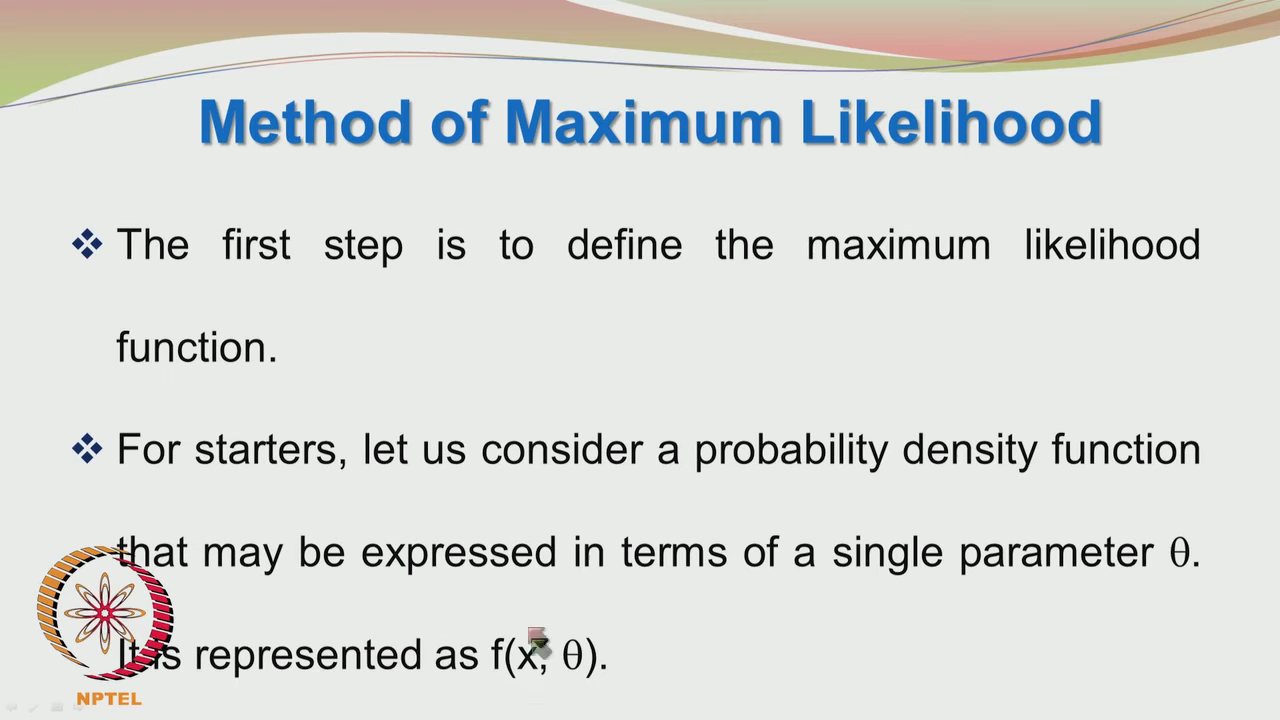 Method of Maximum Likelihood
❖ The first step is to define the maximum likelihood
function.
❖ For starters, let us consider a probability density function
that may be expressed in terms of a single parameter θ.
It is represented as f(x, θ).
NPTEL